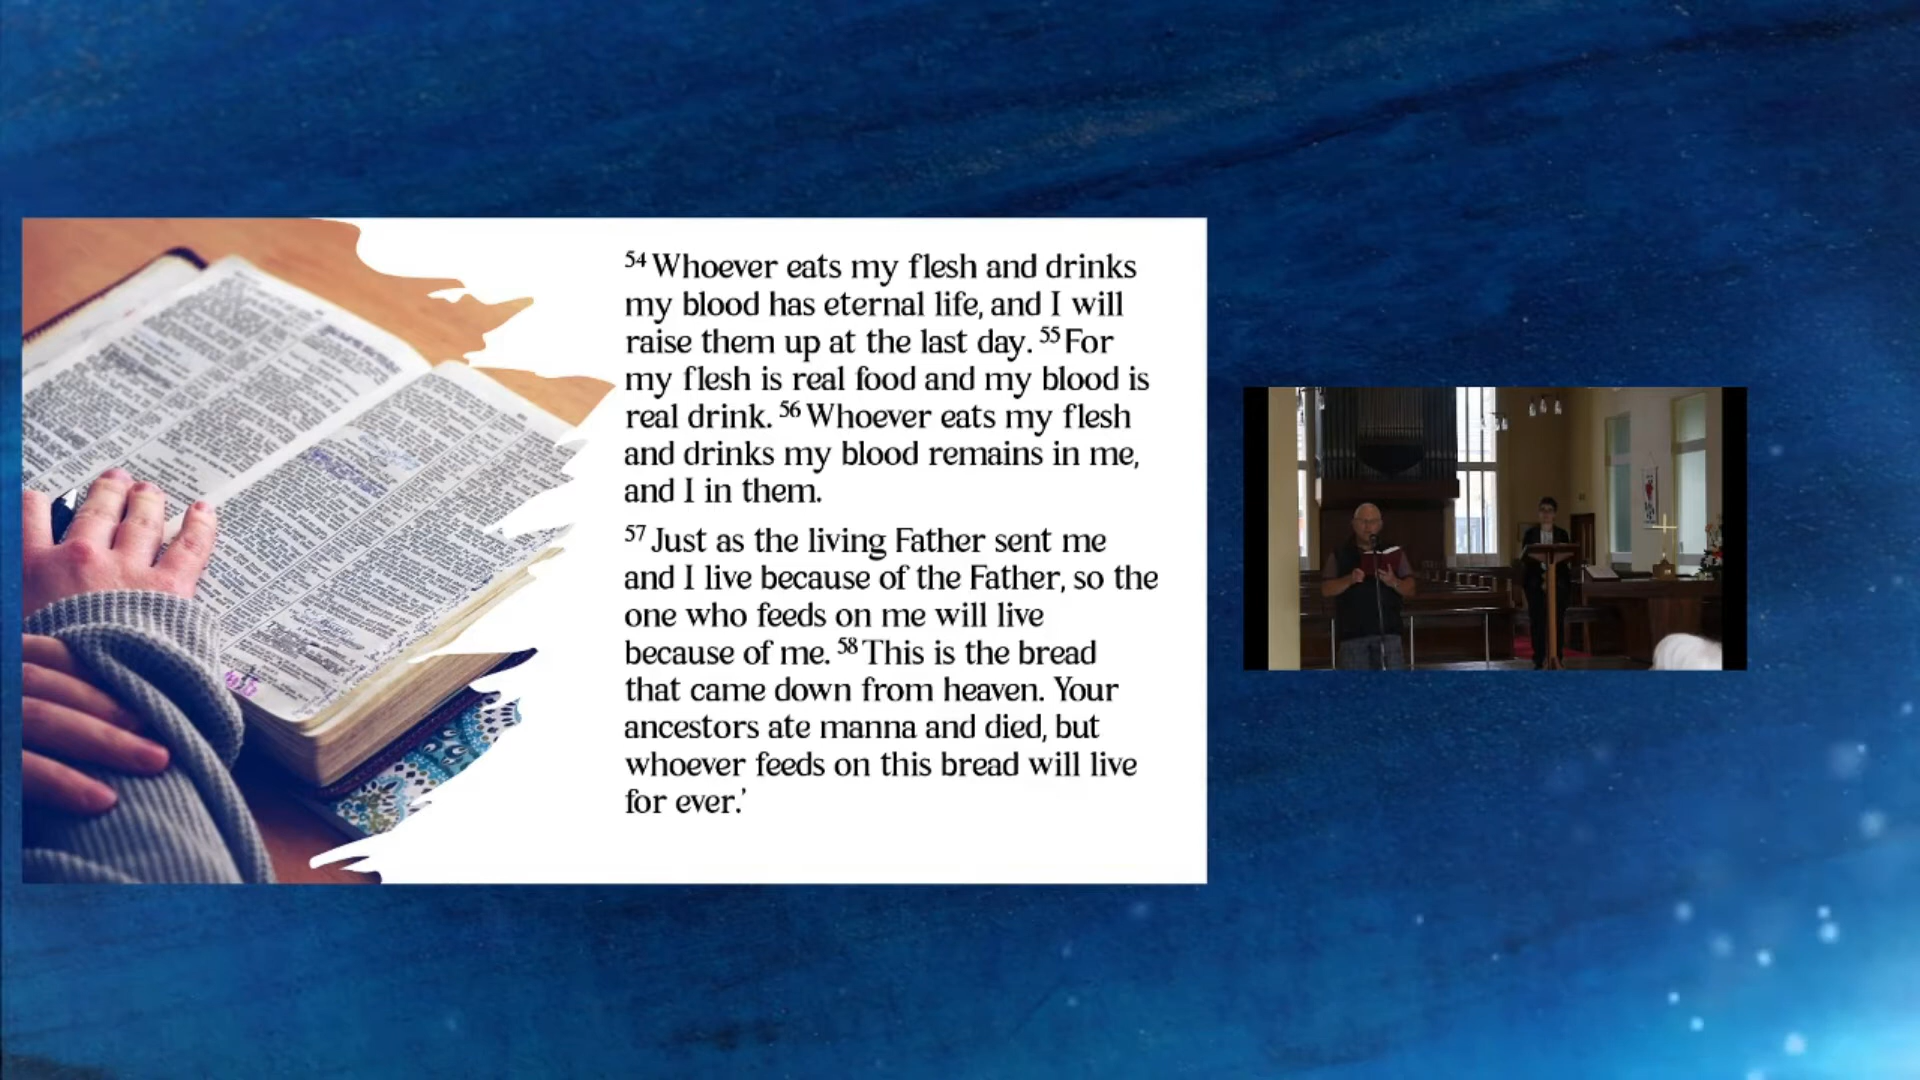 54 Whoever eats my flesh and drinks
my blood has eternal life, and I will
raise them up at the last day. 55 For
my flesh is real food and my blood is
real drink. 56 Whoever eats my flesh
and drinks my blood remains in me,
and I in them.
57 Just as the living Father sent me
and I live because of the Father, so the
one who feeds on me will live
because of me. 58 This is the bread
that came down from heaven. Your
ancestors ate manna and died, but
whoever feeds on this bread will live
for ever.’